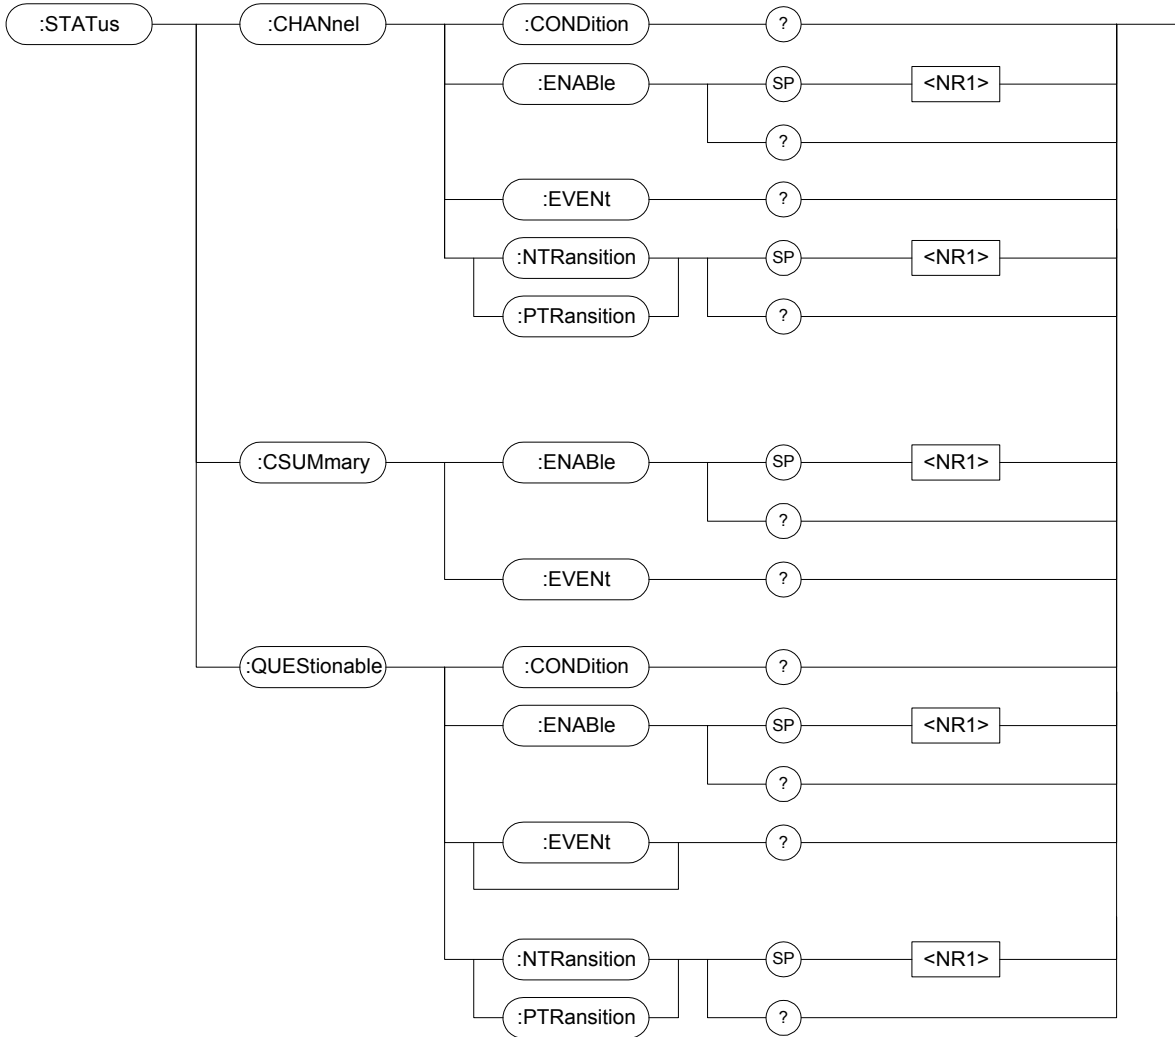 :STATus :CHANnel :CONDition ?
:ENABle SP <NR1>
?
:EVENt ?
:NTRansition SP <NR1>
:PTRansition ?
:CSUMmary :ENABle SP <NR1>
?
:EVENt ?
:QUEStionable :CONDition ?
:ENABle SP <NR1>
?
:EVENt ?
:NTRansition SP <NR1>
:PTRansition ?